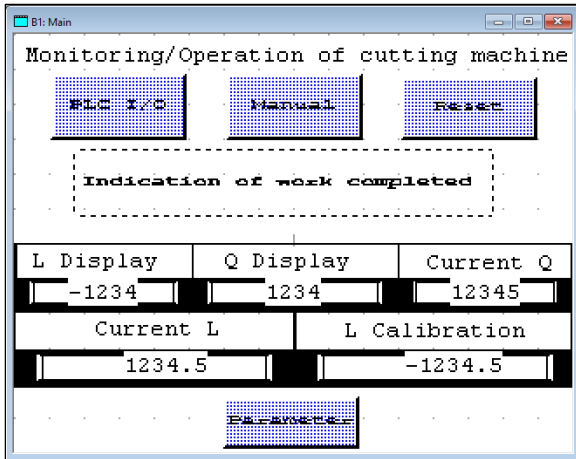 B1: Main
Monitoring/Operation of cutting machine
PLC I/O Manual Reset
Indication of work completed
L Display Q Display Current Q
-1234 1234 12345
Current L L Calibration
1234.5 -1234.5
Parameter